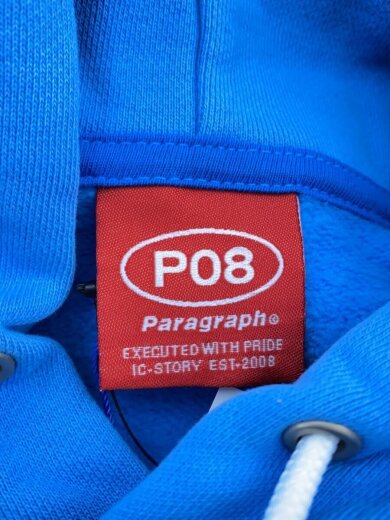 P08
Paragraph®
EXECUTED WITH PRIDE
IC-STORY EST-2008